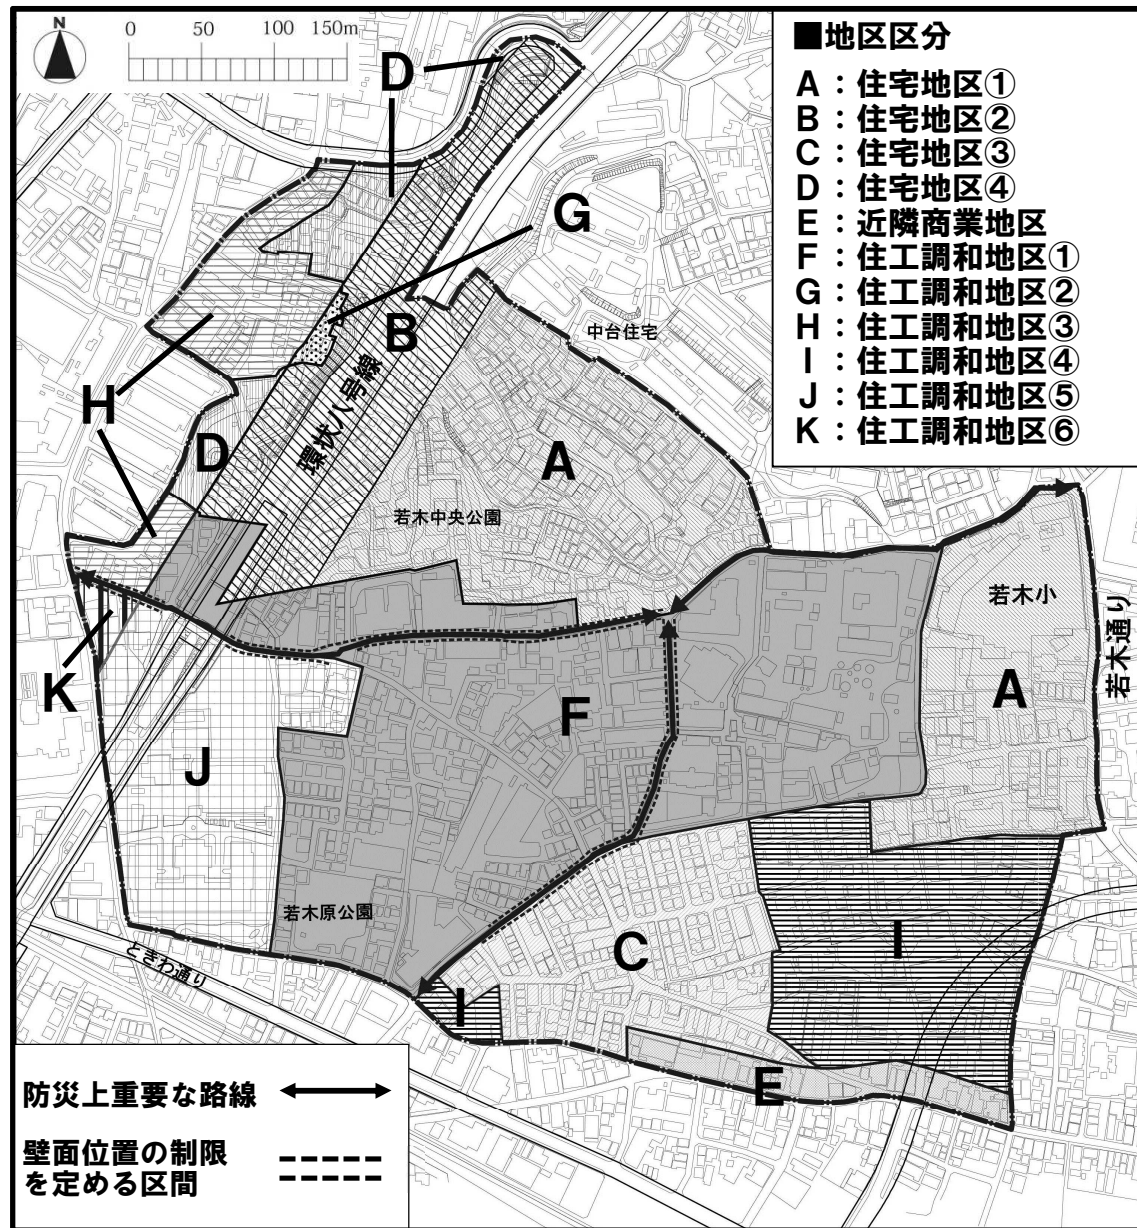 N
0 50 100 150m
■地区区分
A：住宅地区①
B：住宅地区②
C：住宅地区③
D：住宅地区④
E：近隣商業地区
F：住工調和地区①
G：住工調和地区②
H：住工調和地区③
I：住工調和地区④
J：住工調和地区⑤
K：住工調和地区⑥
D
G
B
中台住宅
環状八号線
H
D
A
若木中央公園
若木小
若木通り
K
F
A
J
若木原公園
C
I
ときわ通り
I
E
防災上重要な路線
壁面位置の制限
を定める区間